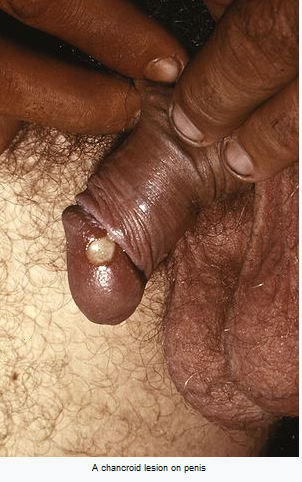 A chancroid lesion on penis